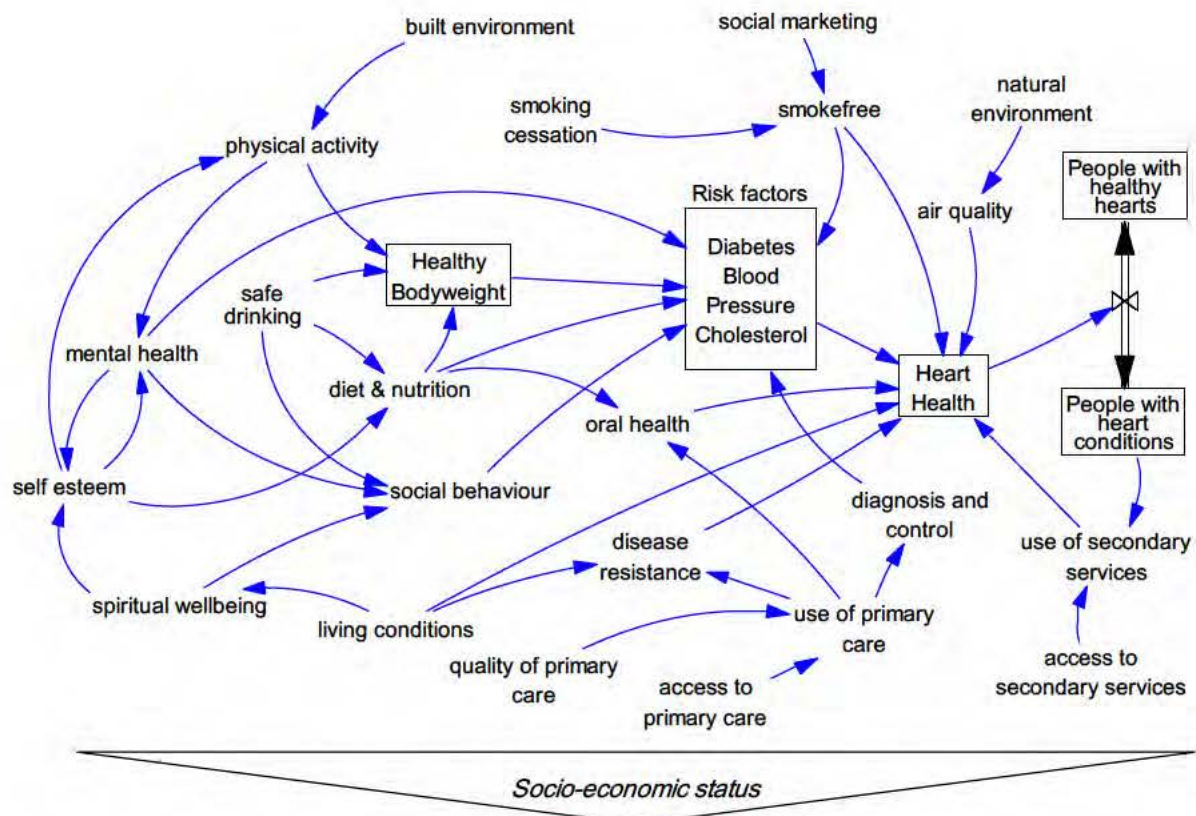 built environment
social marketing
natural
environment
smoking
cessation
smokefree
physical activity
People with
healthy
hearts
Risk factors
air quality
Diabetes
Blood
Pressure
Cholesterol
Healthy
Bodyweight
safe
drinking
mental health
diet & nutrition
Heart
Health
oral health
People with
heart
conditions
self esteem
social behaviour
diagnosis and
control
disease
resistance
use of secondary
services
spiritual wellbeing
living conditions
use of primary
care
quality of primary
care
access to
primary care
access to
secondary services
Socio-economic status